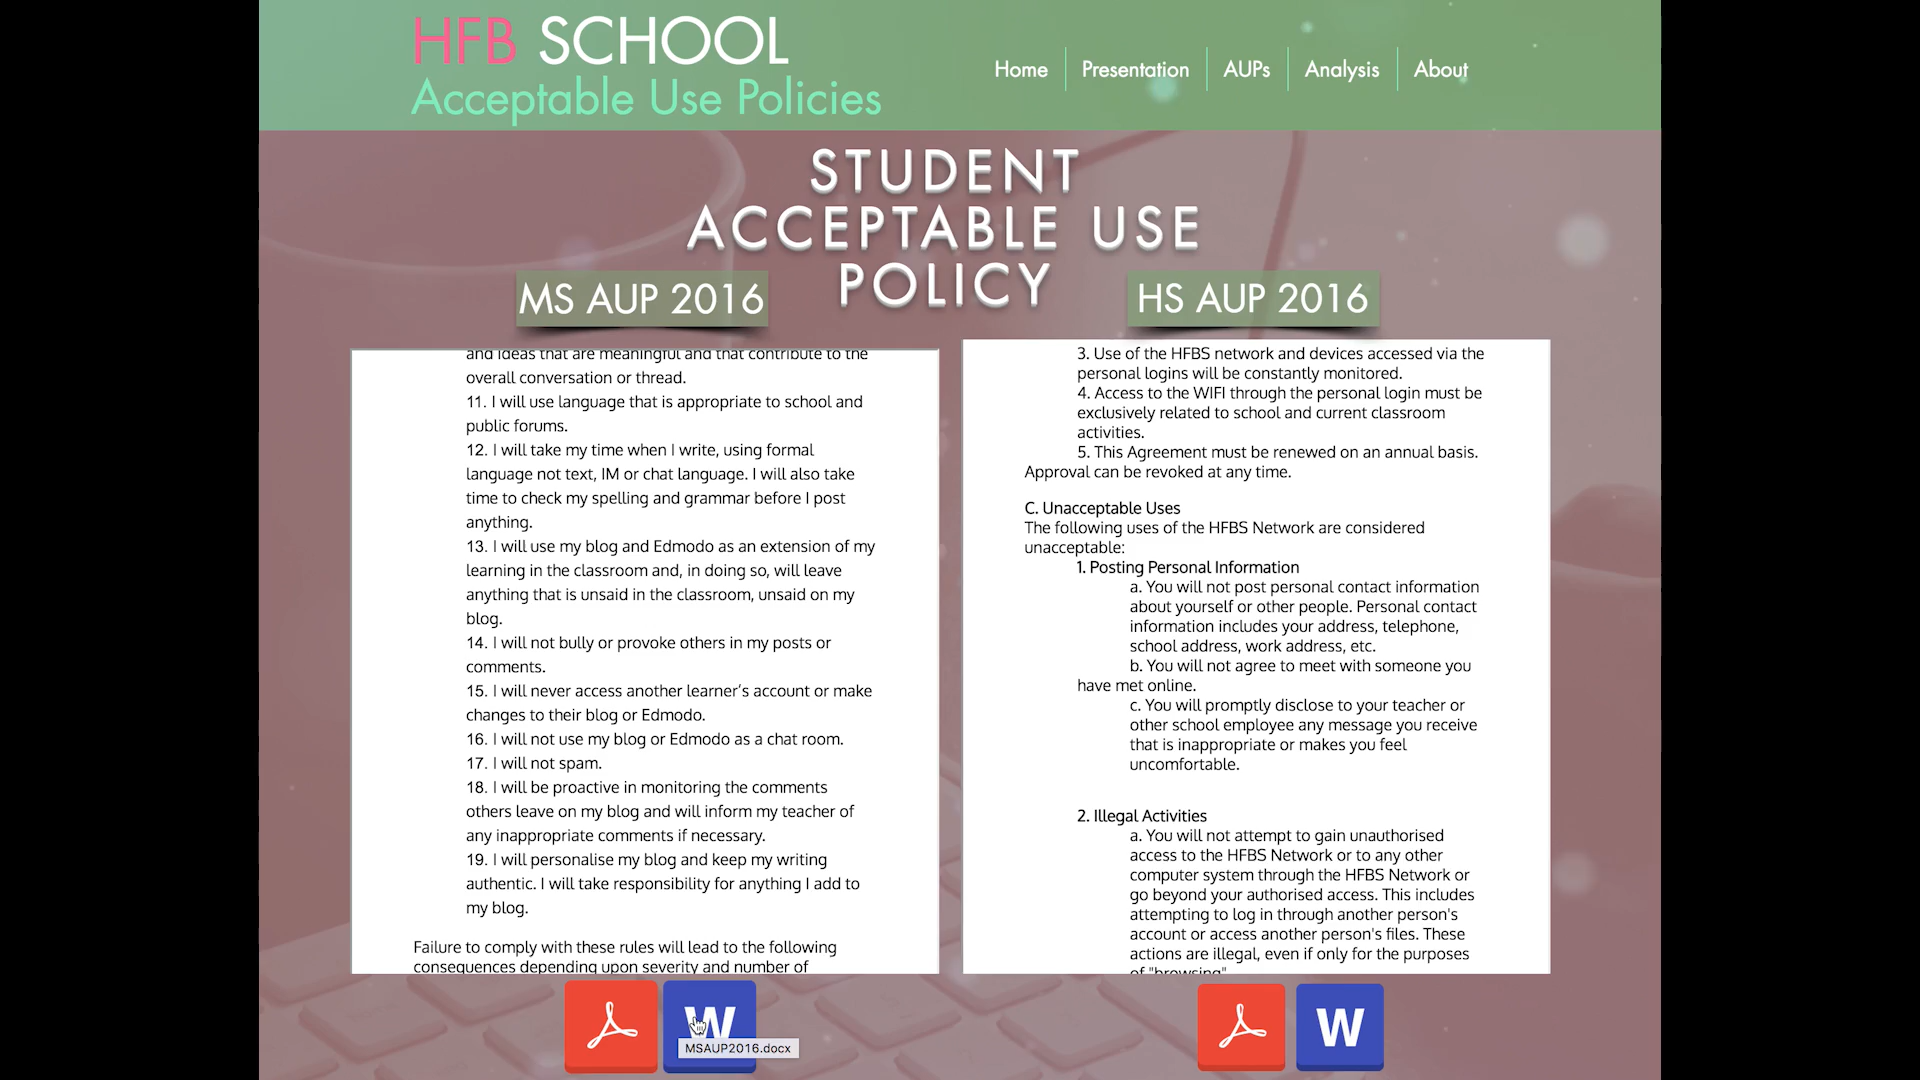 HFB SCHOOL
Acceptable Use Policies
Home
Presentation
AUPs
Analysis
About
STUDENT
ACCEPTABLE USE
POLICY
MS AUP 2016
HS AUP 2016
and ideas that are meaningful and that contribute to the
overall conversation or thread.
11. I will use language that is appropriate to school and
public forums.
12. I will take my time when I write, using formal
language not text, IM or chat language. I will also take
time to check my spelling and grammar before I post
anything.
13. I will use my blog and Edmodo as an extension of my
learning in the classroom and, in doing so, will leave
anything that is unsaid in the classroom, unsaid on my
blog.
14. I will not bully or provoke others in my posts or
comments.
15. I will never access another learner's account or make
changes to their blog or Edmodo.
16. I will not use my blog or Edmodo as a chat room.
17. I will not spam.
18. I will be proactive in monitoring the comments
others leave on my blog and will inform my teacher of
any inappropriate comments if necessary.
19. I will personalise my blog and keep my writing
authentic. I will take responsibility for anything I add to
my blog.
Failure to comply with these rules will lead to the following
consequences depending upon severity and number of
3. Use of the HFBS network and devices accessed via the
personal logins will be constantly monitored.
4. Access to the WIFI through the personal login must be
exclusively related to school and current classroom
activities.
5. This Agreement must be renewed on an annual basis.
Approval can be revoked at any time.
C. Unacceptable Uses
The following uses of the HFBS Network are considered
unacceptable:
1. Posting Personal Information
a. You will not post personal contact information
about yourself or other people. Personal contact
information includes your address, telephone,
school address, work address, etc.
b. You will not agree to meet with someone you
have met online.
c. You will promptly disclose to your teacher or
other school employee any message you receive
that is inappropriate or makes you feel
uncomfortable.
2. Illegal Activities
a. You will not attempt to gain unauthorised
access to the HFBS Network or to any other
computer system through the HFBS Network or
go beyond your authorised access. This includes
attempting to log in through another person's
account or access another person's files. These
actions are illegal, even if only for the purposes
of "browsing"
W
MSAUP2016.docx
W